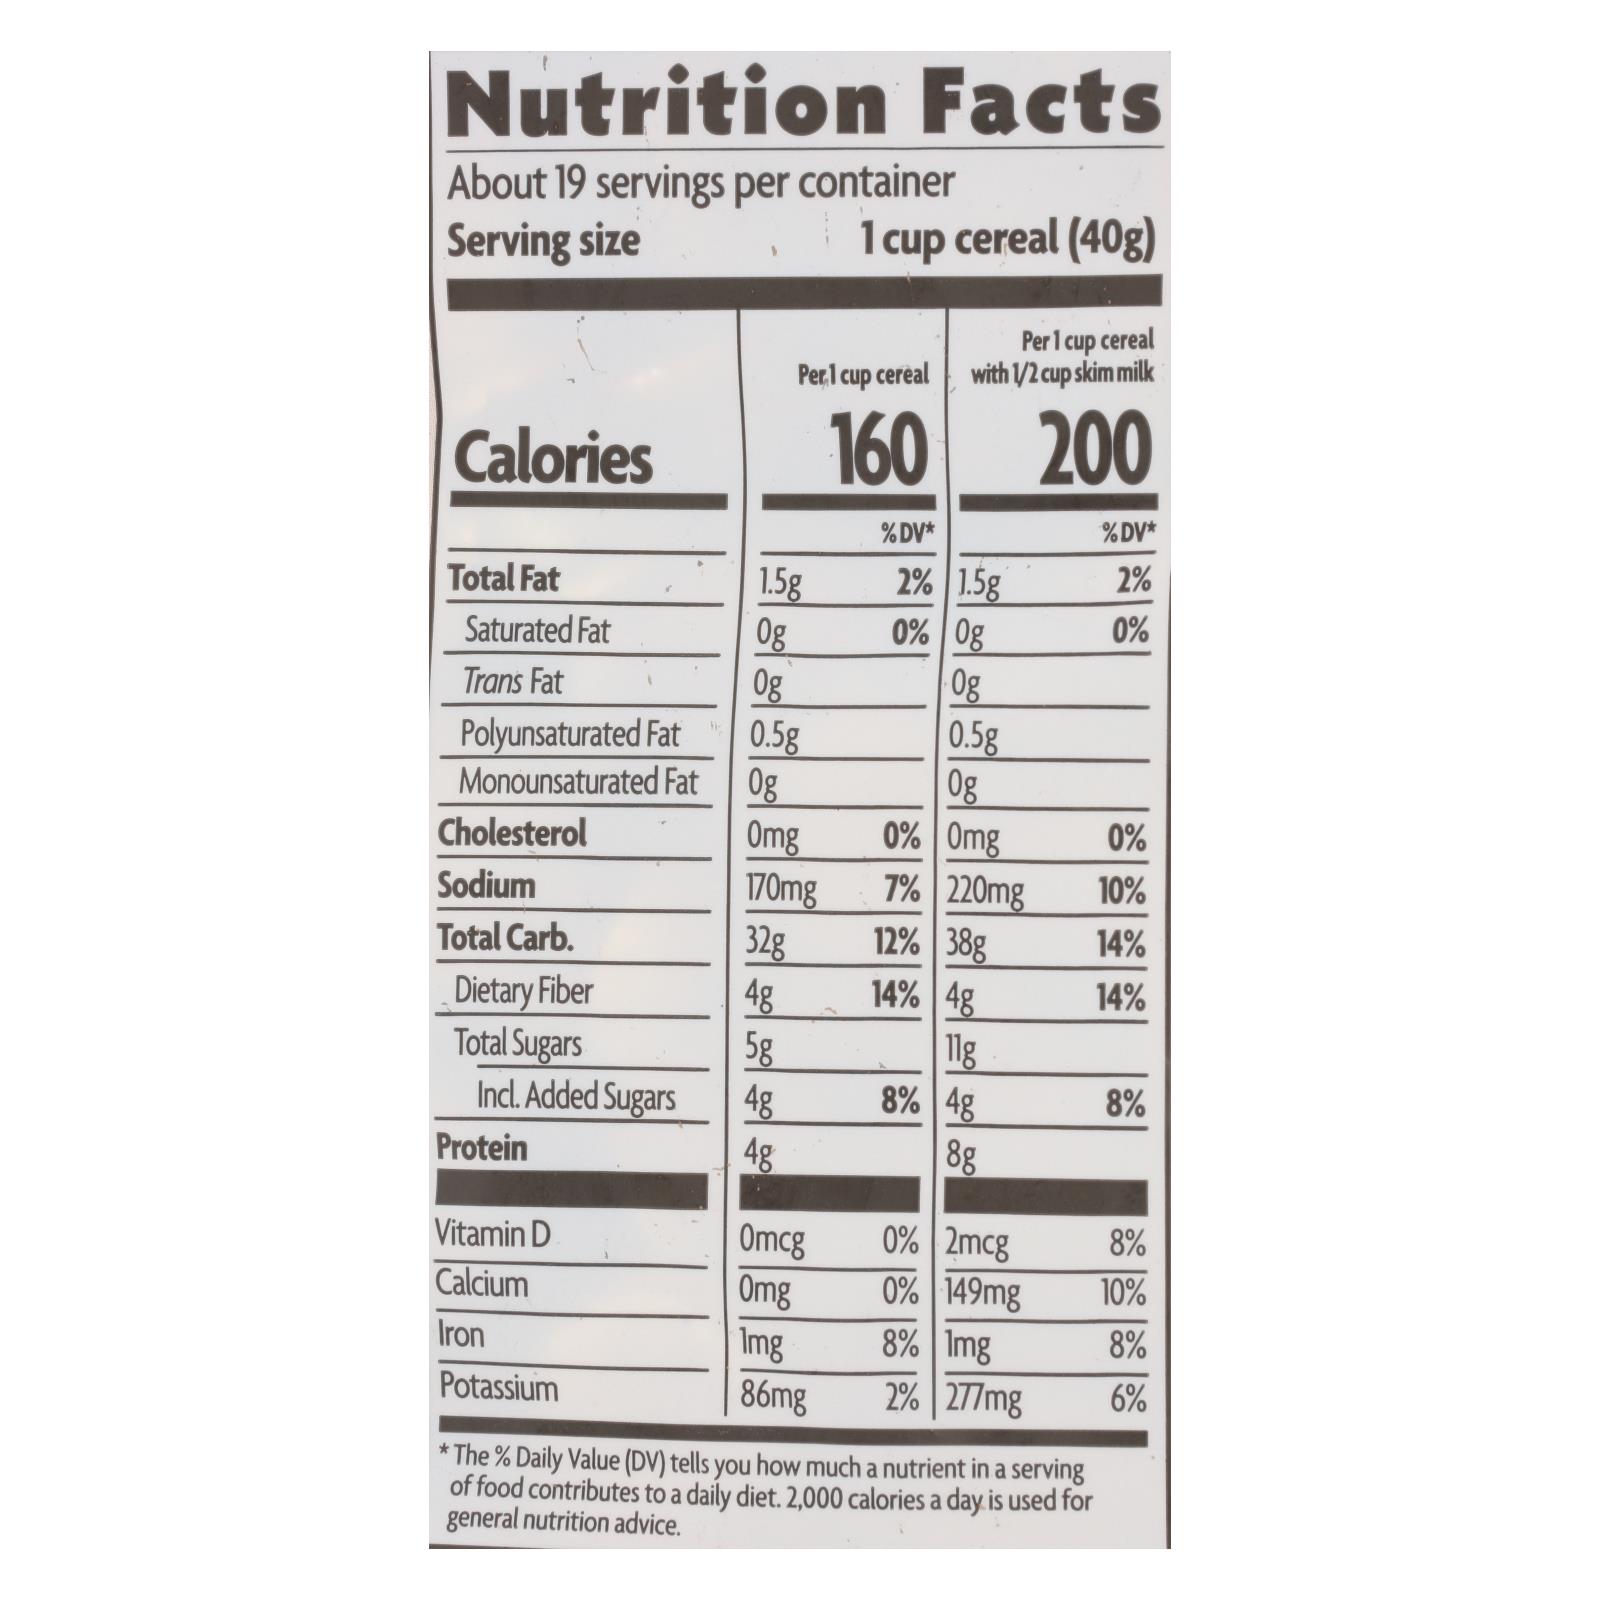 Nutrition Facts
About 19 servings per container
Serving size 1 cup cereal (40g)
Per 1 cup cereal
Per 1 cup cereal with 1/2 cup skim milk
Calories 160 200
%DV* %DV*
Total Fat 1.5g 2% 1.5g 2%
Saturated Fat 0g 0% 0g 0%
Trans Fat 0g 0g
Polyunsaturated Fat 0.5g 0.5g
Monounsaturated Fat 0g 0g
Cholesterol 0mg 0% 0mg 0%
Sodium 170mg 7% 220mg 10%
Total Carb. 32g 12% 38g 14%
Dietary Fiber 4g 14% 4g 14%
Total Sugars 5g 11g
Incl. Added Sugars 4g 8% 4g 8%
Protein 4g 8g
Vitamin D 0mcg 0% 2mcg 8%
Calcium 0mg 0% 149mg 10%
Iron 1mg 8% 1mg 8%
Potassium 86mg 2% 277mg 6%
* The % Daily Value (DV) tells you how much a nutrient in a serving
of food contributes to a daily diet. 2,000 calories a day is used for
general nutrition advice.